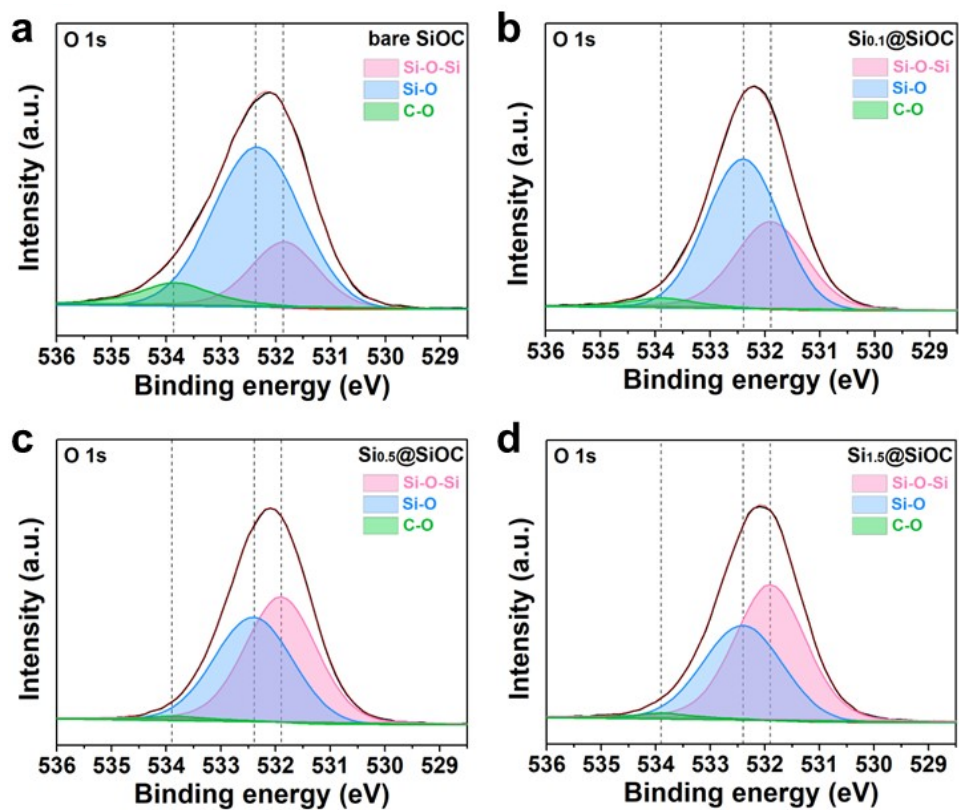 a
O 1s
bare SiOC
Si-O-Si
Si-O
C-O
Intensity (a.u.)
536 535 534 533 532 531 530 529
Binding energy (eV)
b
O 1s
Si0.1@SiOC
Si-O-Si
Si-O
C-O
Intensity (a.u.)
536 535 534 533 532 531 530 529
Binding energy (eV)
c
O 1s
Si0.5@SiOC
Si-O-Si
Si-O
C-O
Intensity (a.u.)
536 535 534 533 532 531 530 529
Binding energy (eV)
d
O 1s
Si1.5@SiOC
Si-O-Si
Si-O
C-O
Intensity (a.u.)
536 535 534 533 532 531 530 529
Binding energy (eV)